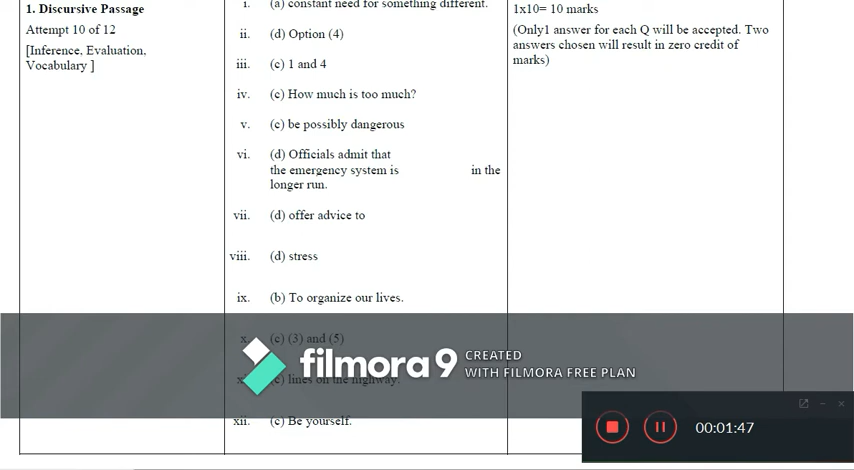 1. Discursive Passage
Attempt 10 of 12
[Inference, Evaluation,
Vocabulary ]
i. (a) constant need for something different.
ii. (d) Option (4)
iii. (c) 1 and 4
iv. (c) How much is too much?
v. (c) be possibly dangerous
vi. (d) Officials admit that
the emergency system is in the
longer run.
vii. (d) offer advice to
viii. (d) stress
ix. (b) To organize our lives.
x. (c) (3) and (5)
lines on the highway.
xii. (c) Be yourself.
1x10= 10 marks
(Only1 answer for each Q will be accepted. Two
answers chosen will result in zero credit of
marks)
filmora9
CREATED
WITH FILMORA FREE PLAN
00:01:47